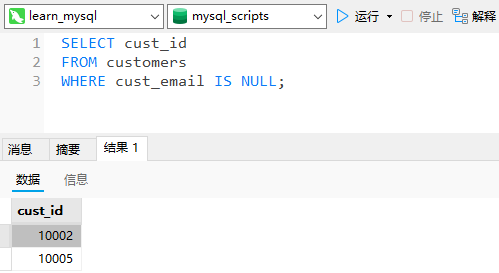 learn_mysql mysql_scripts 运行 停止 解释
1 SELECT cust_id
2 FROM customers
3 WHERE cust_email IS NULL;
消息 摘要 结果 1
数据 信息
cust_id
10002
10005